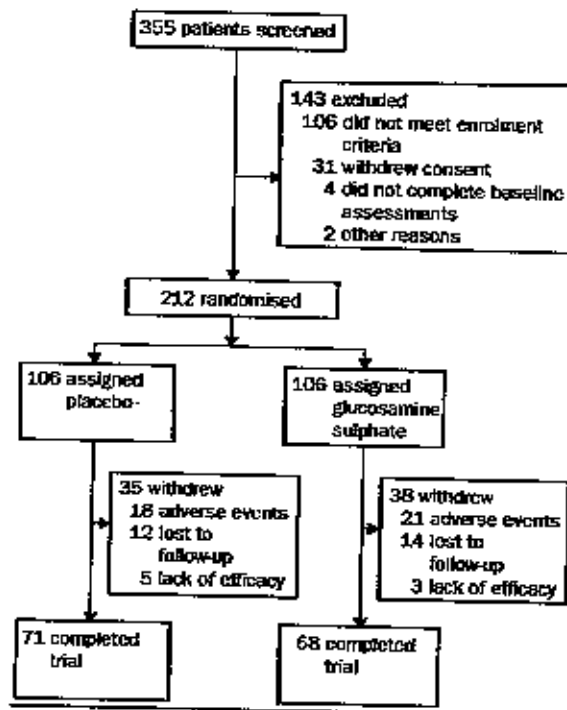 355 patients screened
143 excluded
106 did not meet enrolment
criteria
31 withdrew consent
4 did not complete baseline
assessments
2 other reasons
212 randomised
106 assigned
placebo-
106 assigned
glucosamine
sulphate
35 withdrew
18 adverse events
12 lost to
follow-up
5 lack of efficacy
38 withdrew
21 adverse events
14 lost to
follow-up
3 lack of efficacy
71 completed
trial
68 completed
trial